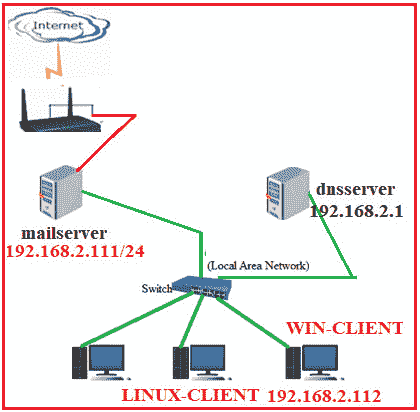 Internet
mailserver
192.168.2.111/24
dnsserver
192.168.2.1
(Local Area Network)
Switch
WIN-CLIENT
LINUX-CLIENT 192.168.2.112